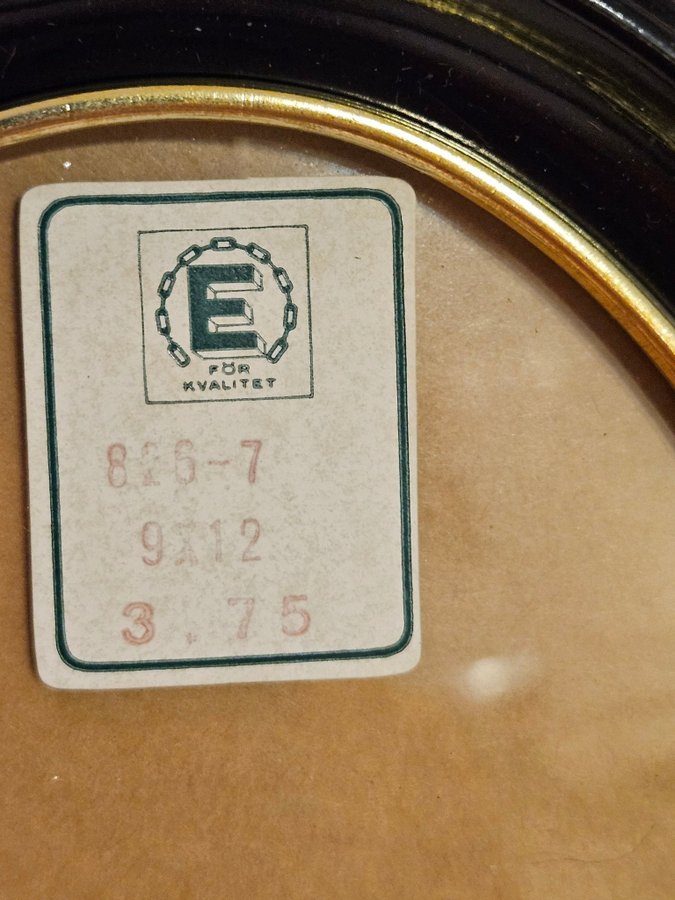 E
FÖR
KVALITET
826-7
9x12
3.75